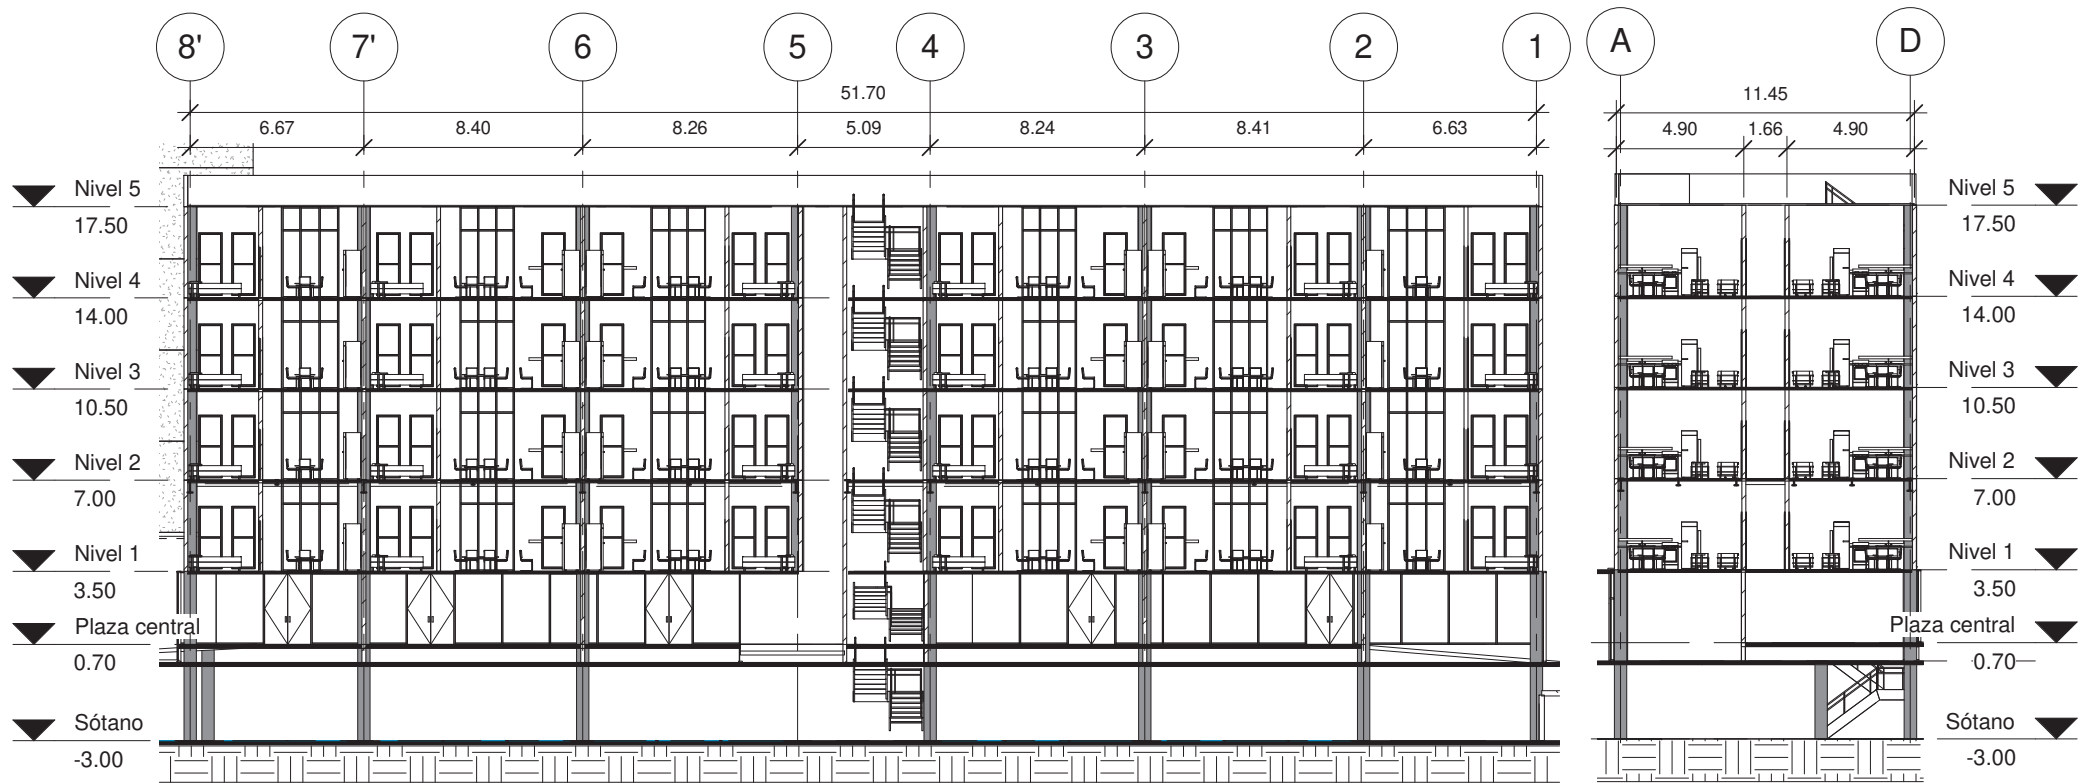 8' 7' 6 5 4 3 2 1 A D
51.70 11.45
6.67 8.40 8.26 5.09 8.24 8.41 6.63 4.90 1.66 4.90
Nivel 5 Nivel 5
17.50 17.50
Nivel 4 Nivel 4
14.00 14.00
Nivel 3 Nivel 3
10.50 10.50
Nivel 2 Nivel 2
7.00 7.00
Nivel 1 Nivel 1
3.50 3.50
Plaza central Plaza central
0.70 0.70
Sótano Sótano
-3.00 -3.00